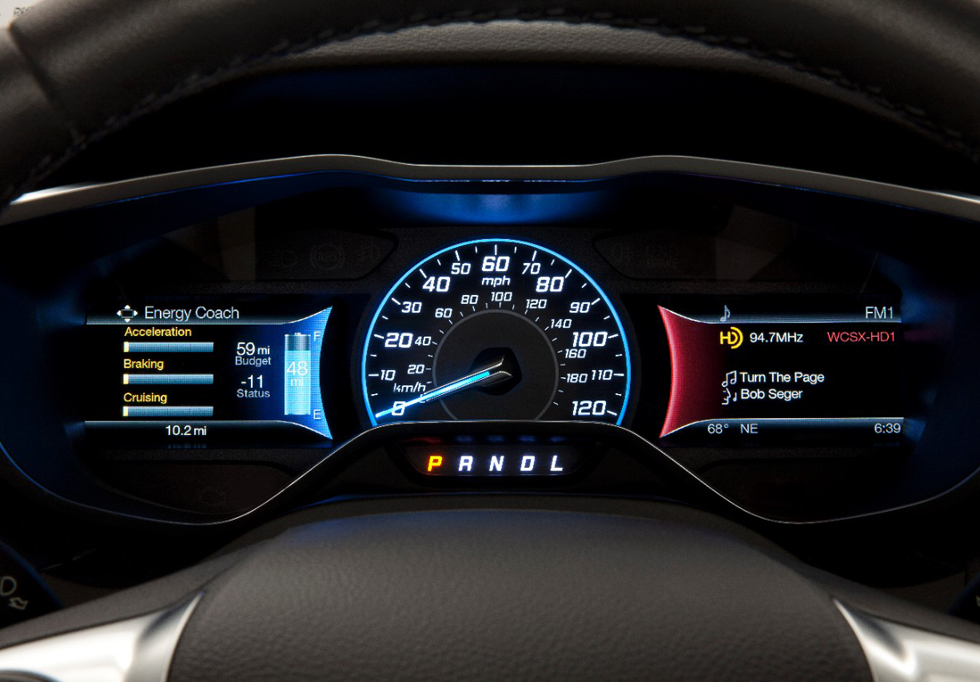 Energy Coach
Acceleration
Braking
Cruising
59 mi
Budget
-11
Status
F
48
mi
E
10.2 mi
0
10
20
30
40
50
60
70
80
90
100
110
120
mph
km/h
20
40
60
80
100
120
140
160
180
P R N D L
FM1
HD 94.7MHz WCSX-HD1
Turn The Page
Bob Seger
68° NE 6:39